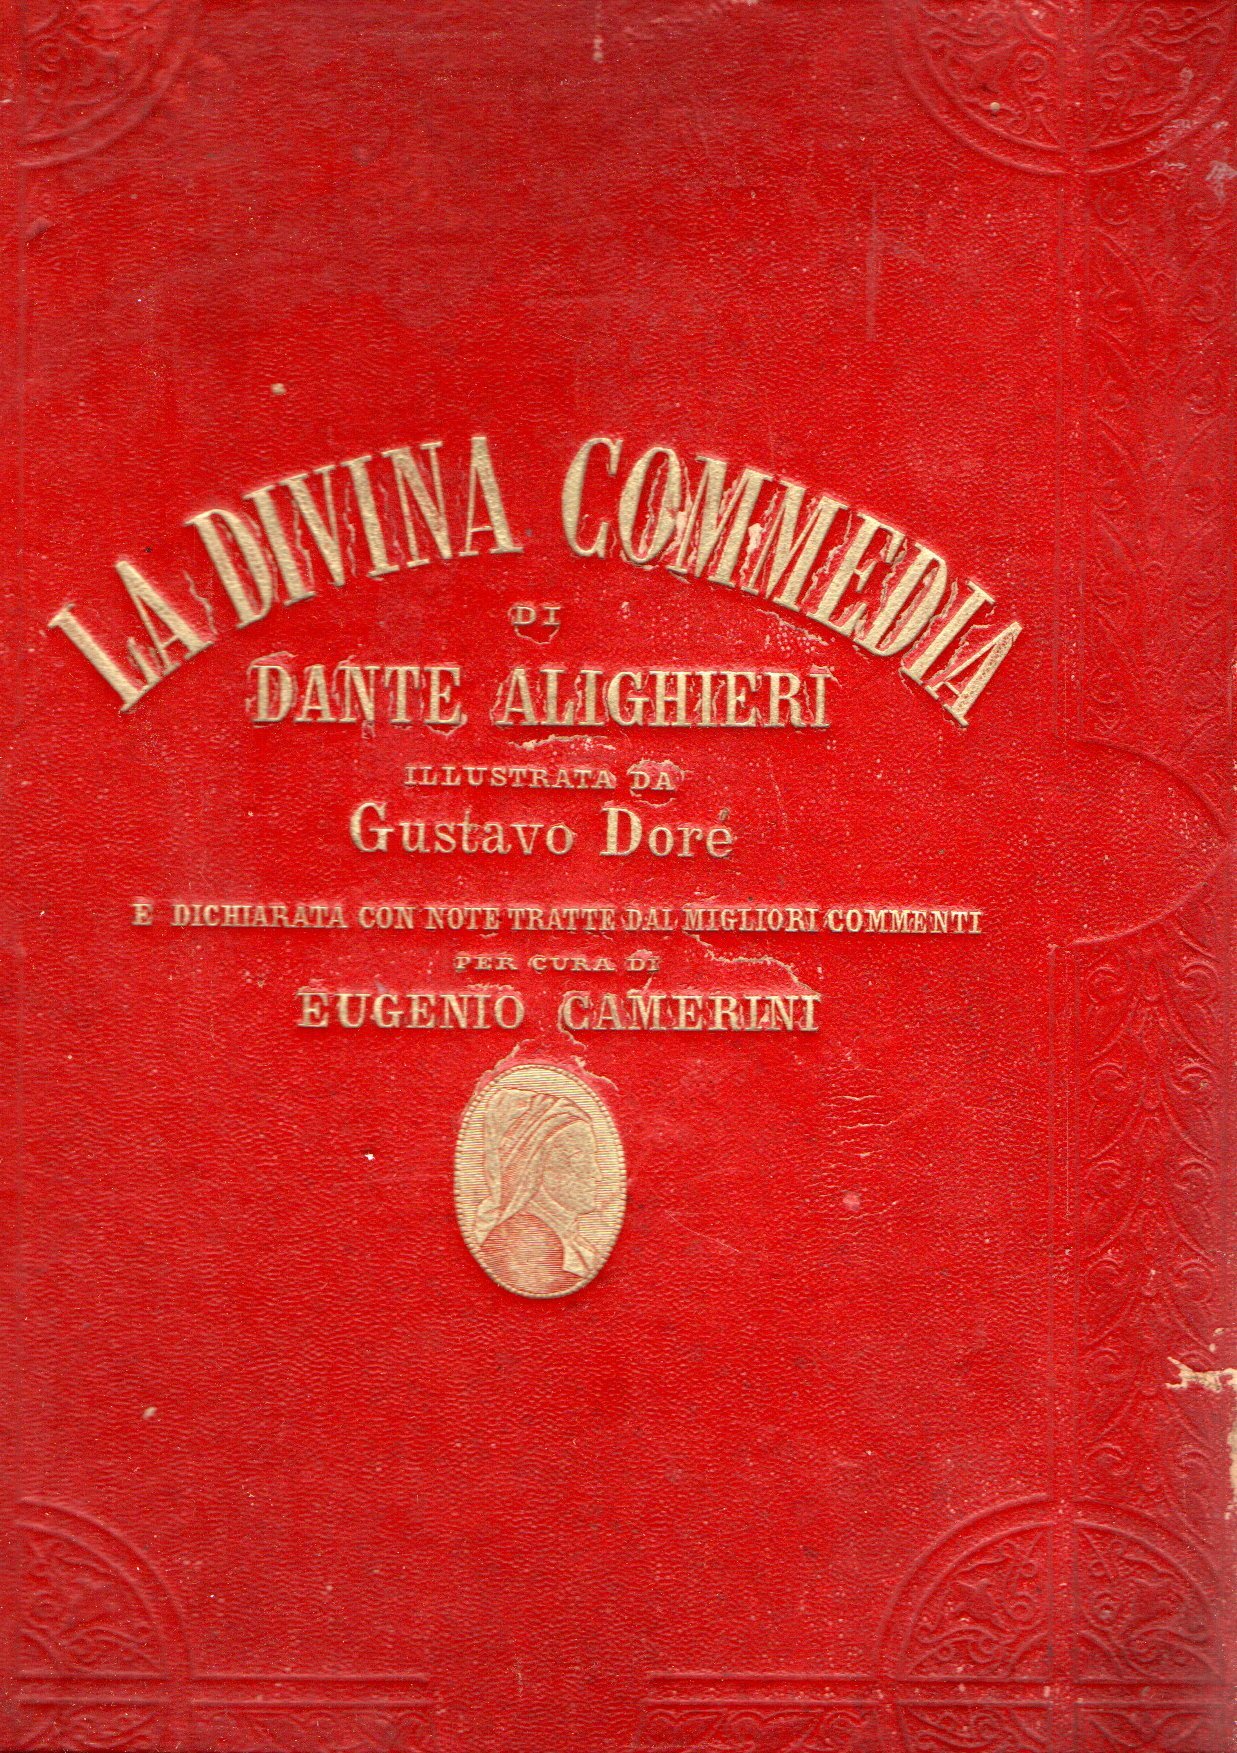 LA DIVINA COMMEDIA
DI
DANTE ALIGHIERI
ILLUSTRATA DA
Gustavo Doré
E DICHIARATA CON NOTE TRATTE DAI MIGLIORI COMMENTI
PER CURA DI
EUGENIO CAMERINI